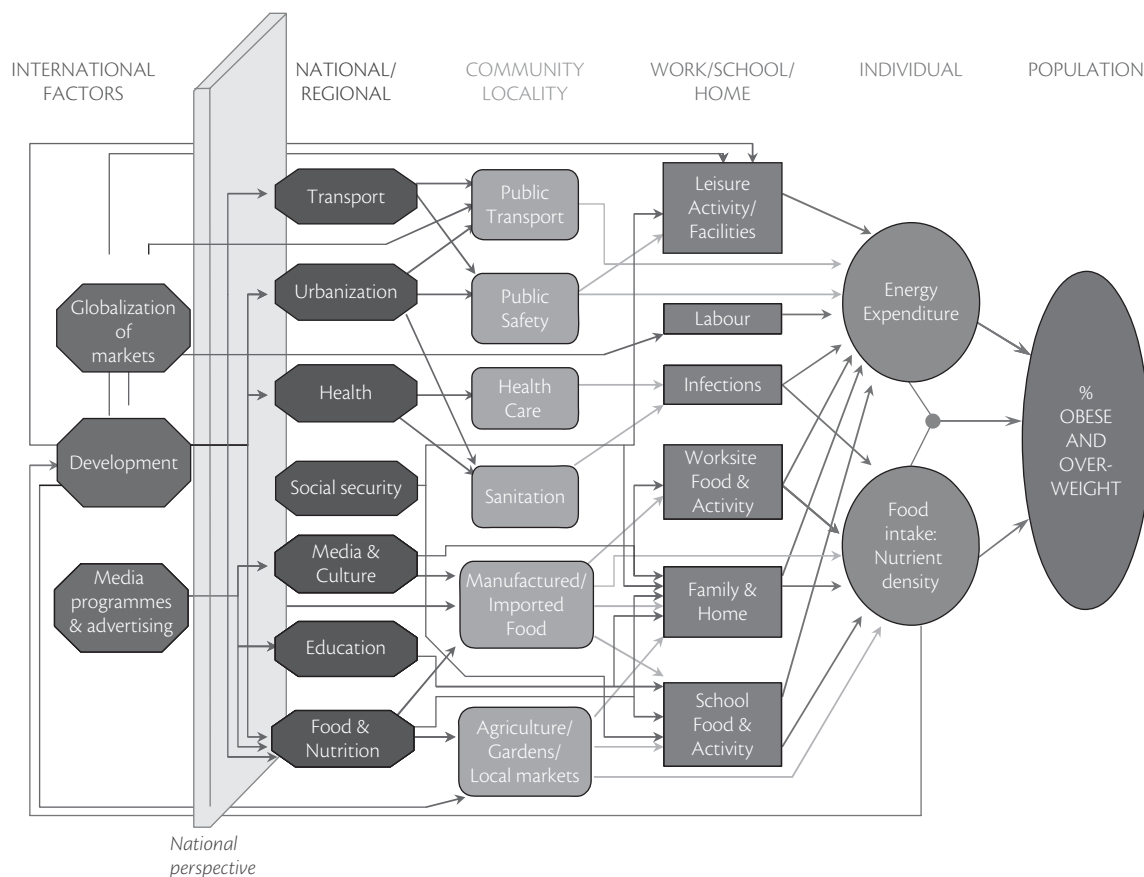 INTERNATIONAL
FACTORS
NATIONAL/
REGIONAL
COMMUNITY
LOCALITY
WORK/SCHOOL/
HOME
INDIVIDUAL
POPULATION
Globalization
of
markets
Development
Media
programmes
& advertising
National
perspective
Transport
Urbanization
Health
Social security
Media &
Culture
Education
Food &
Nutrition
Public
Transport
Public
Safety
Health
Care
Sanitation
Manufactured/
Imported
Food
Agriculture/
Gardens/
Local markets
Leisure
Activity/
Facilities
Labour
Infections
Worksite
Food &
Activity
Family &
Home
School
Food &
Activity
Energy
Expenditure
Food
intake:
Nutrient
density
%
OBESE
AND
OVER-
WEIGHT